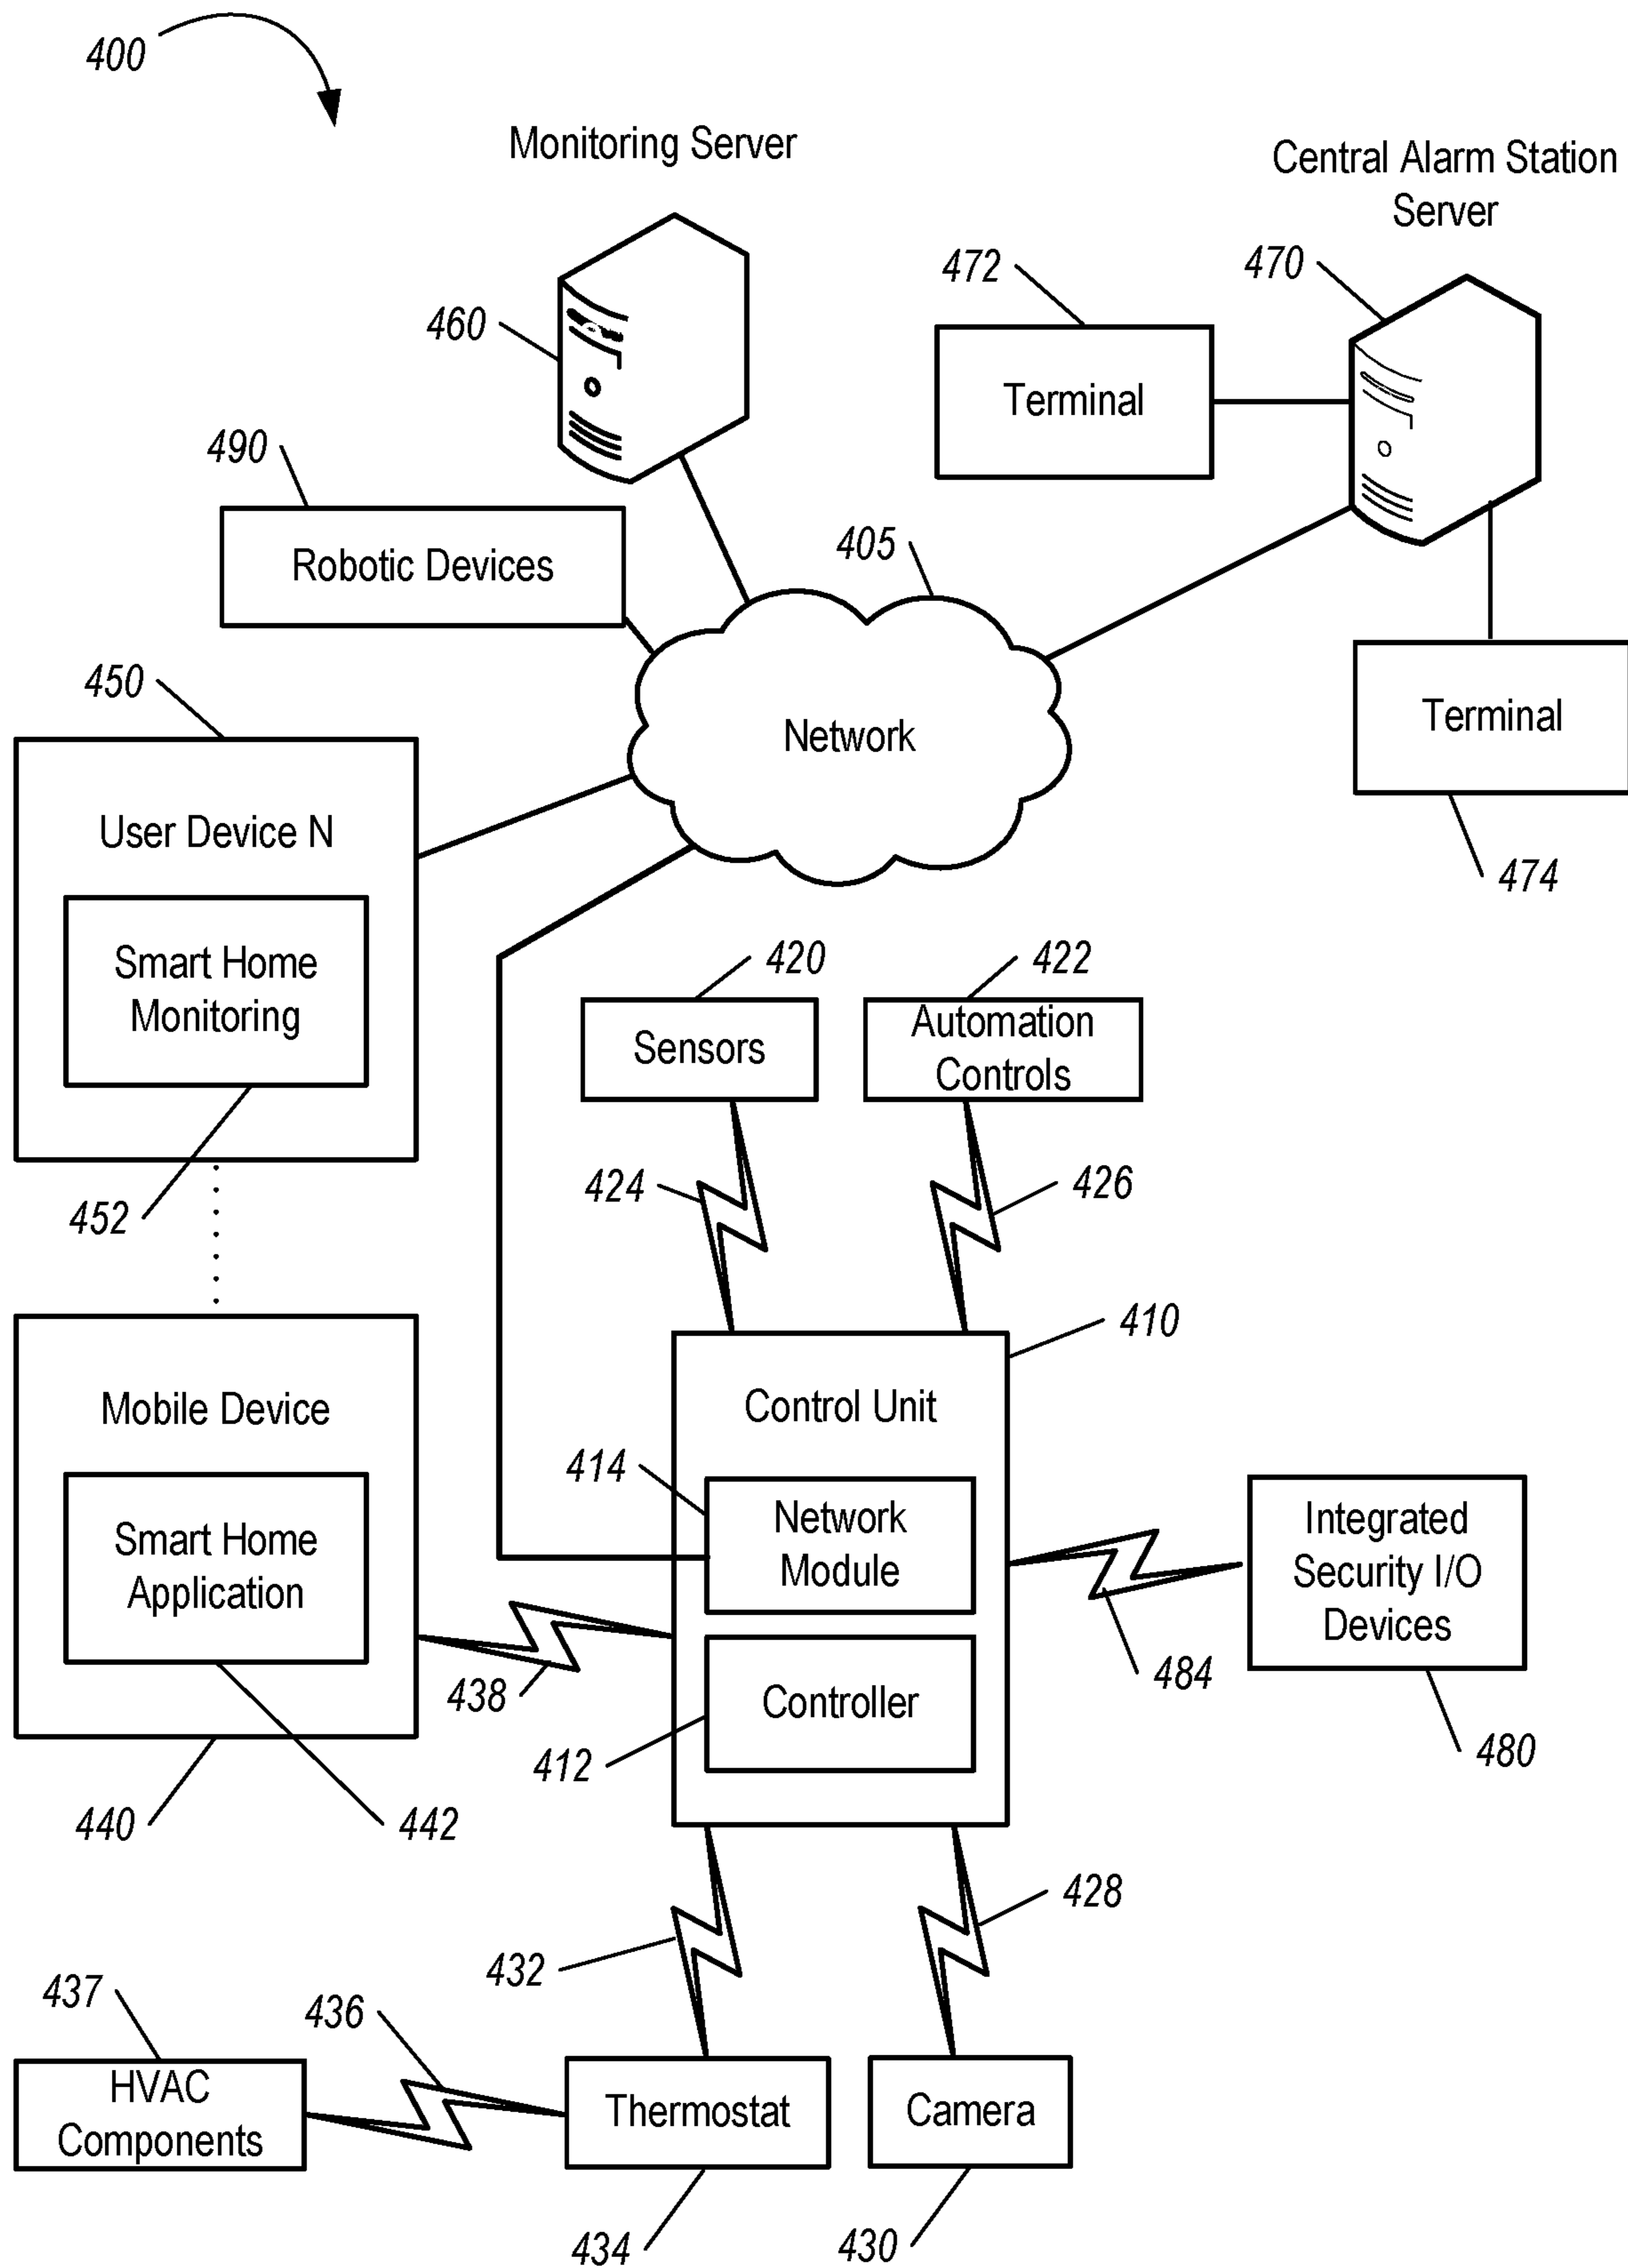 400
Monitoring Server
Central Alarm Station
Server
472
470
460
Terminal
490
405
Robotic Devices
450
Network
Terminal
User Device N
474
Smart Home
Monitoring
420
422
Sensors
Automation
Controls
424
426
452
410
Mobile Device
Control Unit
414
Network
Module
Integrated
Security I/O
Devices
Smart Home
Application
438
484
Controller
412
480
440
442
428
432
437
436
HVAC
Components
Thermostat
Camera
434
430